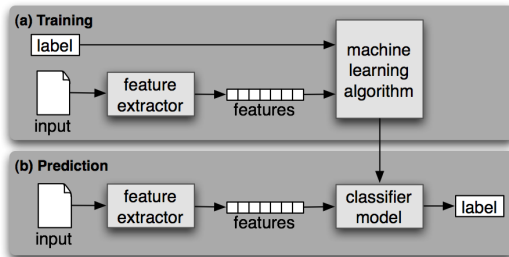 (a) Training
label
machine
learning
algorithm
feature
extractor
features
input
(b) Prediction
feature
extractor
features
classifier
model
label
input